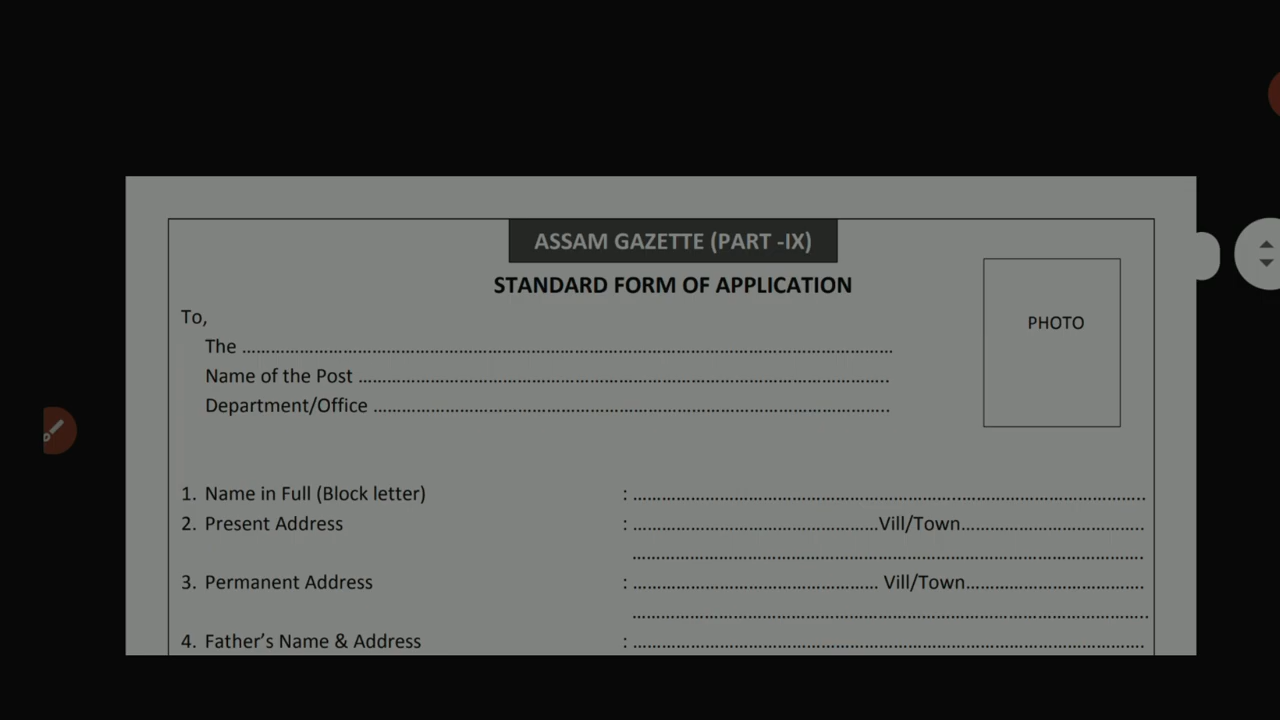 ASSAM GAZETTE (PART -IX)
STANDARD FORM OF APPLICATION
PHOTO
To,
The ........................................................................
Name of the Post ........................................................................
Department/Office ........................................................................
1. Name in Full (Block letter) : ........................................................................
2. Present Address : ........................................Vill/Town........................................
........................................................................
3. Permanent Address : ........................................ Vill/Town........................................
........................................................................
4. Father’s Name & Address : ........................................................................